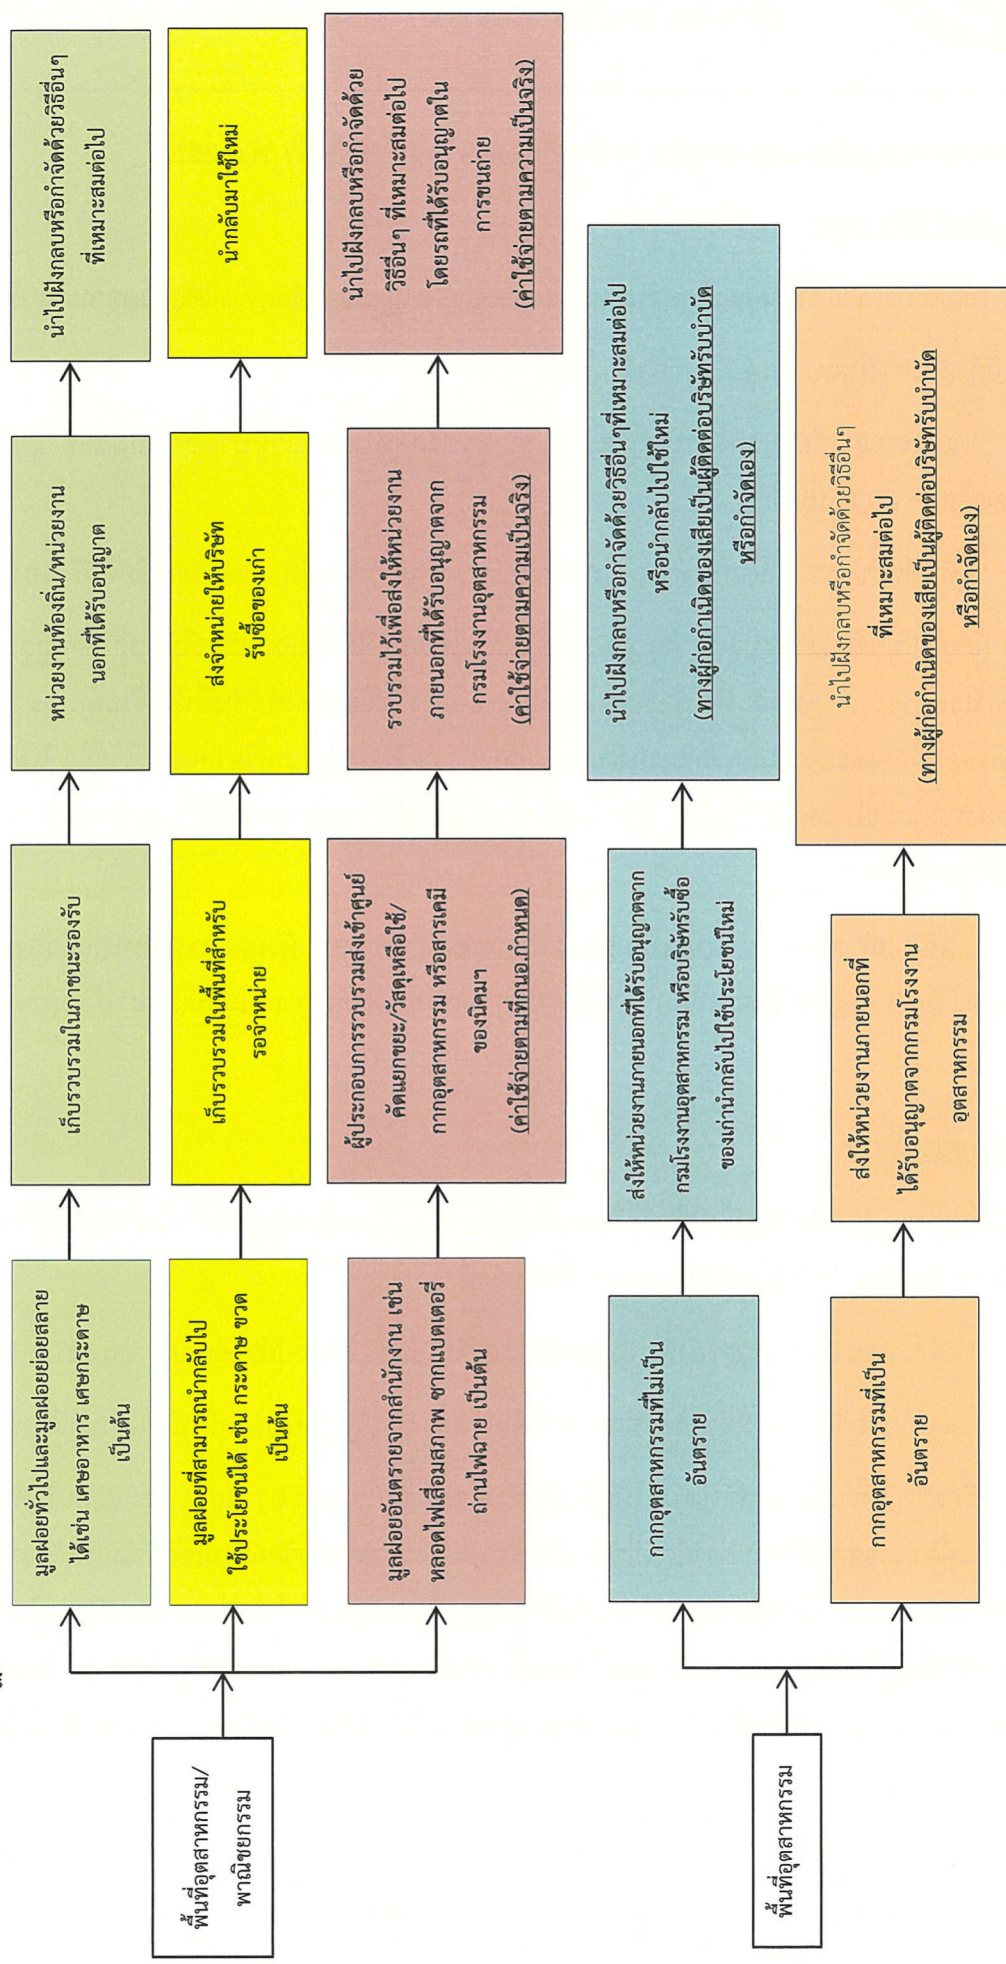 พื้นที่อุตสาหกรรม/
พาณิชยกรรม
มูลฝอยทั่วไปและมูลฝอยย่อยสลาย
ได้เช่น เศษอาหาร เศษกระดาษ
เป็นต้น
เก็บรวบรวมในภาชนะรองรับ
หน่วยงานท้องถิ่น/หน่วยงาน
นอกที่ได้รับอนุญาต
นำไปฝังกลบหรือกำจัดด้วยวิธีอื่นๆ
ที่เหมาะสมต่อไป
มูลฝอยที่สามารถนำกลับไป
ใช้ประโยชน์ได้ เช่น กระดาษ ขวด
เป็นต้น
เก็บรวบรวมในพื้นที่สำหรับ
รอจำหน่าย
ส่งจำหน่ายให้บริษัท
รับซื้อของเก่า
นำกลับมาใช้ใหม่
มูลฝอยอันตรายจากสำนักงาน เช่น
หลอดไฟเสื่อมสภาพ ซากแบตเตอรี่
ถ่านไฟฉาย เป็นต้น
ผู้ประกอบการรวบรวมส่งเข้าศูนย์
คัดแยกขยะ/วัสดุเหลือใช้/
กากอุตสาหกรรม หรือสารเคมี
ของนิคมฯ
(ค่าใช้จ่ายตามที่กนอ.กำหนด)
รวบรวมไว้เพื่อส่งให้หน่วยงาน
ภายนอกที่ได้รับอนุญาตจาก
กรมโรงงานอุตสาหกรรม
(ค่าใช้จ่ายตามความเป็นจริง)
นำไปฝังกลบหรือกำจัดด้วย
วิธีอื่นๆ ที่เหมาะสมต่อไป
โดยรถที่ได้รับอนุญาตใน
การขนถ่าย
(ค่าใช้จ่ายตามความเป็นจริง)
พื้นที่อุตสาหกรรม
กากอุตสาหกรรมที่ไม่เป็น
อันตราย
ส่งให้หน่วยงานภายนอกที่ได้รับอนุญาตจาก
กรมโรงงานอุตสาหกรรม หรือบริษัทรับซื้อ
ของเก่านำกลับไปใช้ประโยชน์ใหม่
นำไปฝังกลบหรือกำจัดด้วยวิธีอื่นๆที่เหมาะสมต่อไป
หรือนำกลับไปใช้ใหม่
(ทางผู้ก่อกำเนิดของเสียเป็นผู้ติดต่อบริษัทรับบำบัด
หรือกำจัดเอง)
กากอุตสาหกรรมที่เป็น
อันตราย
ส่งให้หน่วยงานภายนอกที่
ได้รับอนุญาตจากกรมโรงงาน
อุตสาหกรรม
นำไปฝังกลบหรือกำจัดด้วยวิธีอื่นๆ
ที่เหมาะสมต่อไป
(ทางผู้ก่อกำเนิดของเสียเป็นผู้ติดต่อบริษัทรับบำบัด
หรือกำจัดเอง)